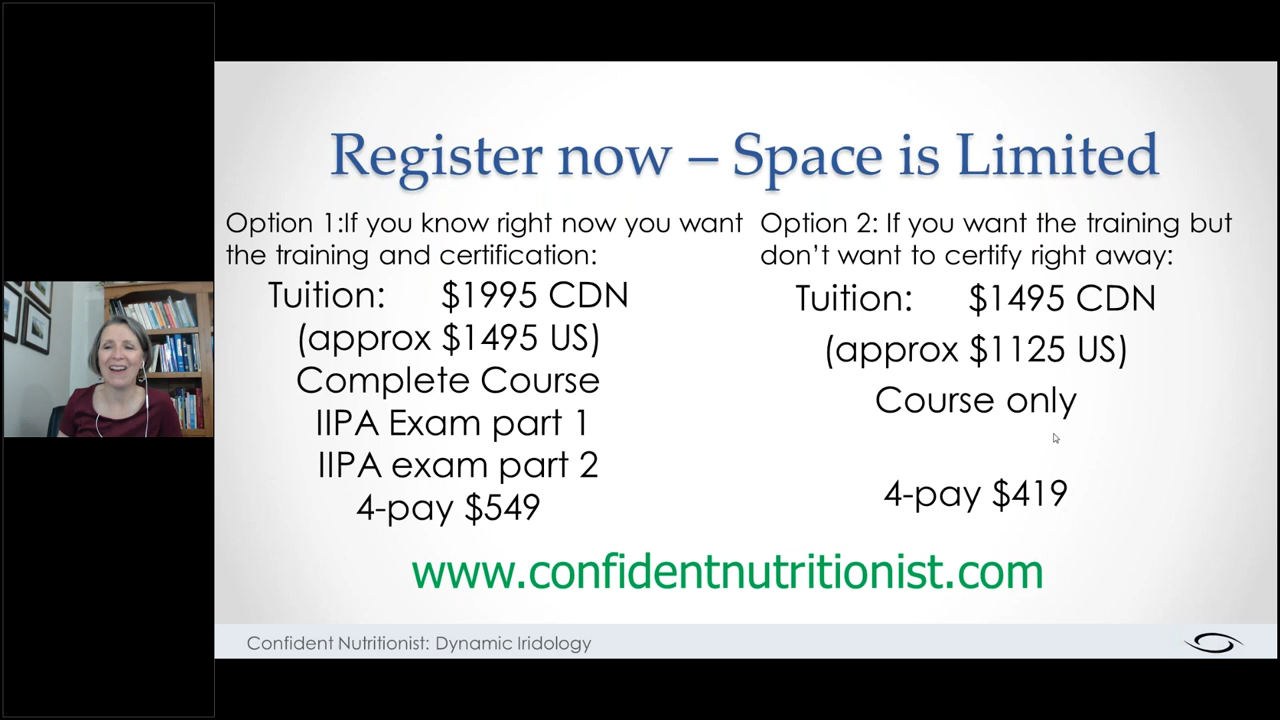 Register now – Space is Limited
Option 1:If you know right now you want
the training and certification:
Tuition: $1995 CDN
(approx $1495 US)
Complete Course
IIPA Exam part 1
IIPA exam part 2
4-pay $549
Option 2: If you want the training but
don't want to certify right away:
Tuition: $1495 CDN
(approx $1125 US)
Course only
4-pay $419
www.confidentnutritionist.com
Confident Nutritionist: Dynamic Iridology